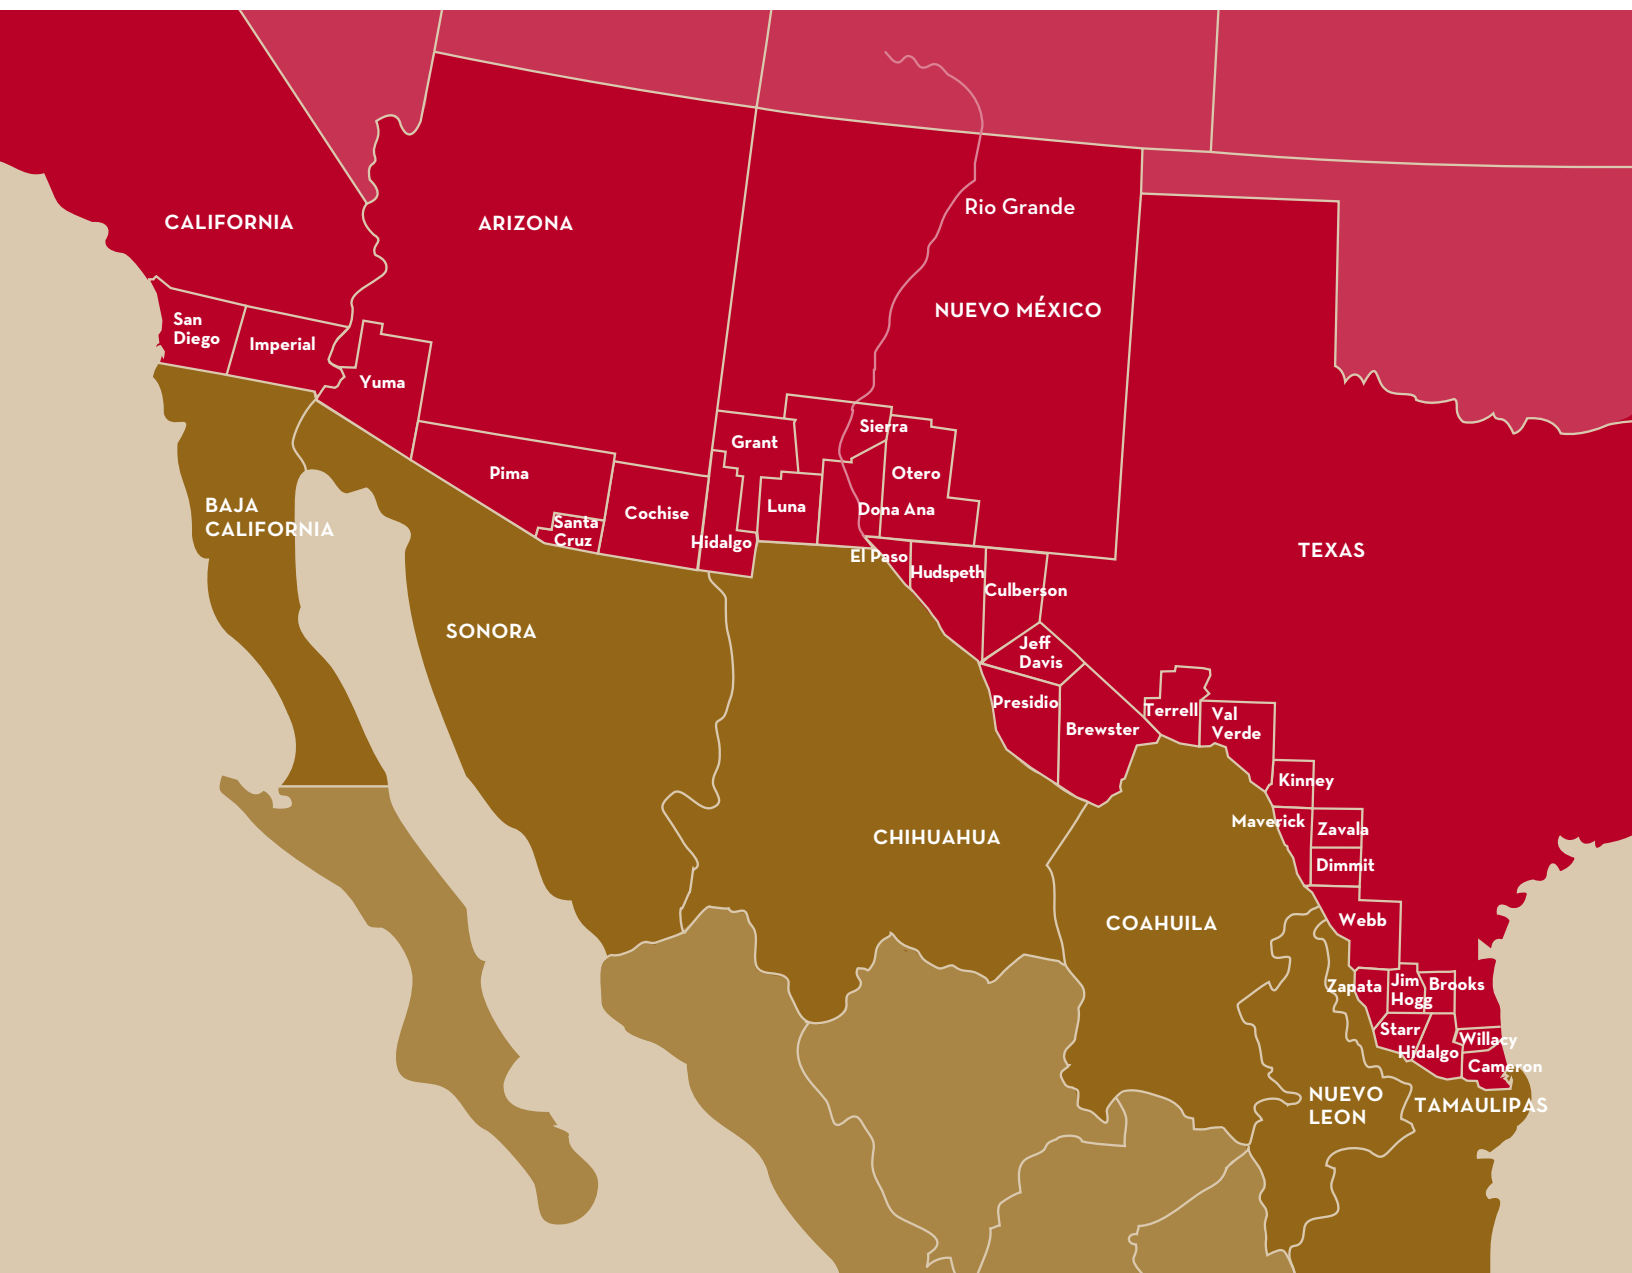 CALIFORNIA
ARIZONA
Rio Grande
NUEVO MÉXICO
San
Diego
Imperial
Yuma
Pima
Santa
Cruz
Cochise
Grant
Hidalgo
Luna
Sierra
Otero
Dona Ana
TEXAS
El Paso
Hudspeth
Culberson
Jeff
Davis
Presidio
Brewster
Terrell
Val
Verde
Kinney
Maverick
Zavala
Dimmit
Webb
Zapata
Jim
Hogg
Brooks
Starr
Hidalgo
Willacy
Cameron
BAJA
CALIFORNIA
SONORA
CHIHUAHUA
COAHUILA
NUEVO
LEON
TAMAULIPAS